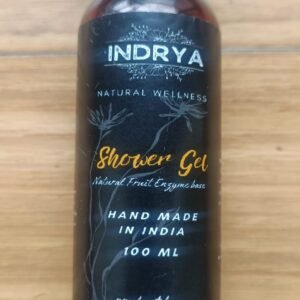 INDRYA
NATURAL WELLNESS
Shower Gel
Natural Fruit Enzyme base
HAND MADE
IN INDIA
100 ML